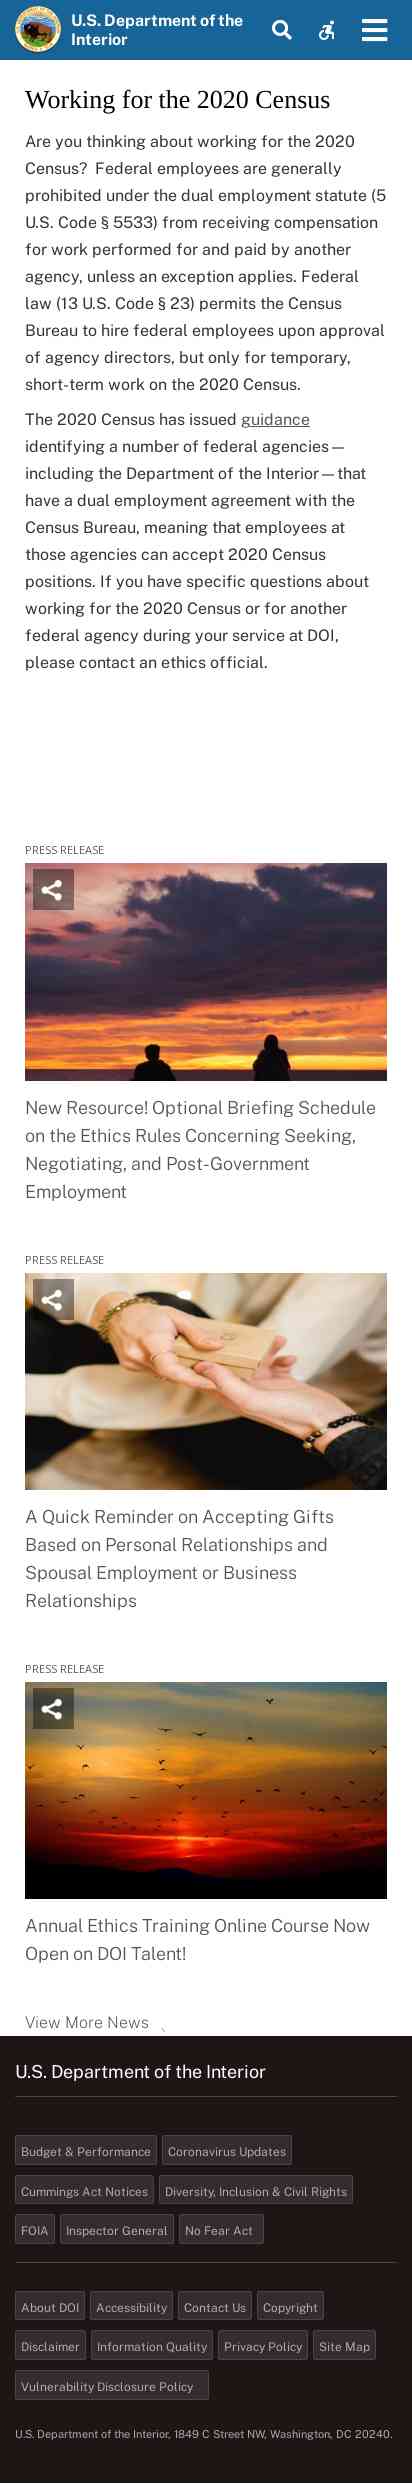 U.S. Department of the
Interior
Working for the 2020 Census
Are you thinking about working for the 2020
Census?  Federal employees are generally
prohibited under the dual employment statute (5
U.S. Code § 5533) from receiving compensation
for work performed for and paid by another
agency, unless an exception applies. Federal
law (13 U.S. Code § 23) permits the Census
Bureau to hire federal employees upon approval
of agency directors, but only for temporary,
short-term work on the 2020 Census.
The 2020 Census has issued guidance
identifying a number of federal agencies—
including the Department of the Interior—that
have a dual employment agreement with the
Census Bureau, meaning that employees at
those agencies can accept 2020 Census
positions. If you have specific questions about
working for the 2020 Census or for another
federal agency during your service at DOI,
please contact an ethics official.
PRESS RELEASE
New Resource! Optional Briefing Schedule
on the Ethics Rules Concerning Seeking,
Negotiating, and Post-Government
Employment
PRESS RELEASE
A Quick Reminder on Accepting Gifts
Based on Personal Relationships and
Spousal Employment or Business
Relationships
PRESS RELEASE
Annual Ethics Training Online Course Now
Open on DOI Talent!
View More News
U.S. Department of the Interior
Budget & Performance Coronavirus Updates
Cummings Act Notices Diversity, Inclusion & Civil Rights
FOIA Inspector General No Fear Act
About DOI Accessibility Contact Us Copyright
Disclaimer Information Quality Privacy Policy Site Map
Vulnerability Disclosure Policy
U.S. Department of the Interior, 1849 C Street NW, Washington, DC 20240.